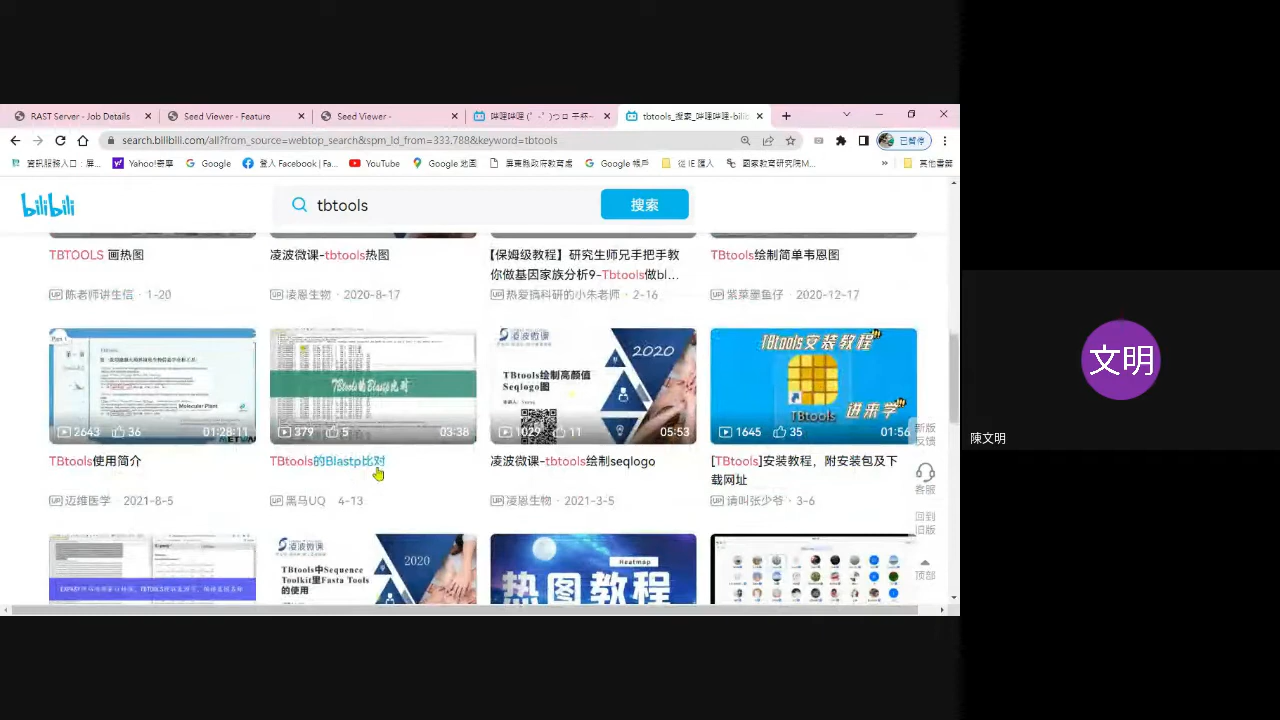 RAST Server - Job Details
Seed Viewer - Feature
Seed Viewer -
tbtools_搜索_哔哩哔哩-bilic
search.bilibili.com/all?from_source=webtop_search&spm_id_from=333.788&keyword=tbtools
已暫停
Yahoo!奇摩
Google
登入 Facebook | Fa...
YouTube
Google 地圖
Google 帳戶
從 IE 匯入
國家教育研究院M...
其他書籤
bilibili
tbtools
搜索
TBTOOLS 画热图
凌波微课-tbtools热图
【保姆级教程】研究生师兄手把手教
你做基因家族分析9-Tbtools做bl...
TBtools绘制简单韦恩图
陈老师讲生信 · 1-20
凌恩生物 · 2020-8-17
热爱搞科研的小朱老师 · 2-16
紫菜墨鱼仔 · 2020-12-17
2643 36 01:28:11
TBtools的Blastp比对
379 5 03:38
凌波微课
2020
TBtools绘制高颜值
Seqlogo图
1029 11 05:53
TBtools安装教程
TBtools
进来学
1645 35 01:56
TBtools使用简介
TBtools的Blastp比对
凌波微课-tbtools绘制seqlogo
[TBtools]安装教程，附安装包及下
载网址
迈维医学 · 2021-8-5
黑马UQ · 4-13
凌恩生物 · 2021-3-5
请叫张少爷 · 3-6
新版
反馈
客服
回到
旧版
顶部
凌波微课
2020
TBtools中Sequence
Toolkit里Fasta Tools
的使用
Heatmap
热图教程
文明
陳文明